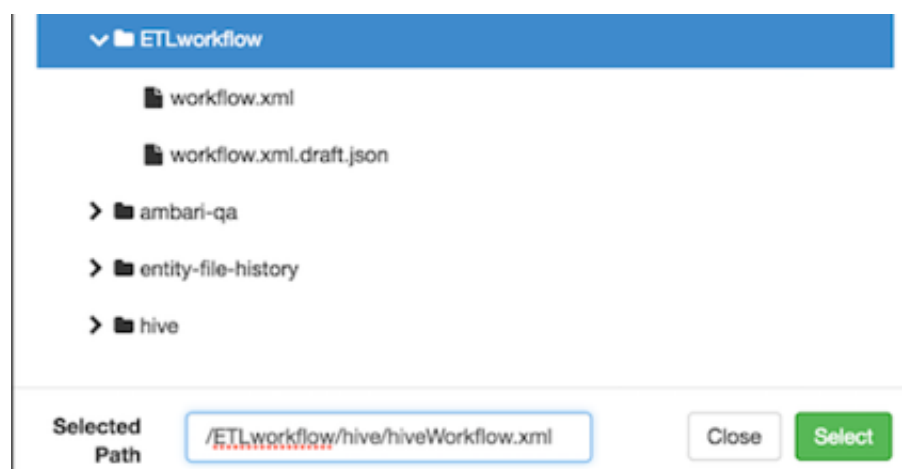 ETLworkflow
workflow.xml
workflow.xml.draft.json
ambari-qa
entity-file-history
hive
Selected Path
/ETLworkflow/hive/hiveWorkflow.xml
Close
Select